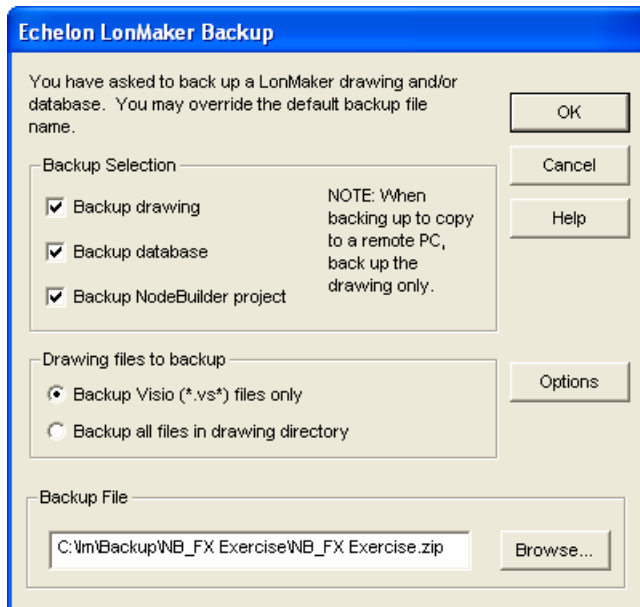 Echelon LonMaker Backup
You have asked to back up a LonMaker drawing and/or
database. You may override the default backup file
name.
OK
Cancel
Help
Backup Selection
Backup drawing
Backup database
Backup NodeBuilder project
NOTE: When
backing up to copy
to a remote PC,
back up the
drawing only.
Drawing files to backup
Backup Visio (*.vs*) files only
Backup all files in drawing directory
Options
Backup File
C:\lm\Backup\NB_FX Exercise\NB_FX Exercise.zip
Browse...